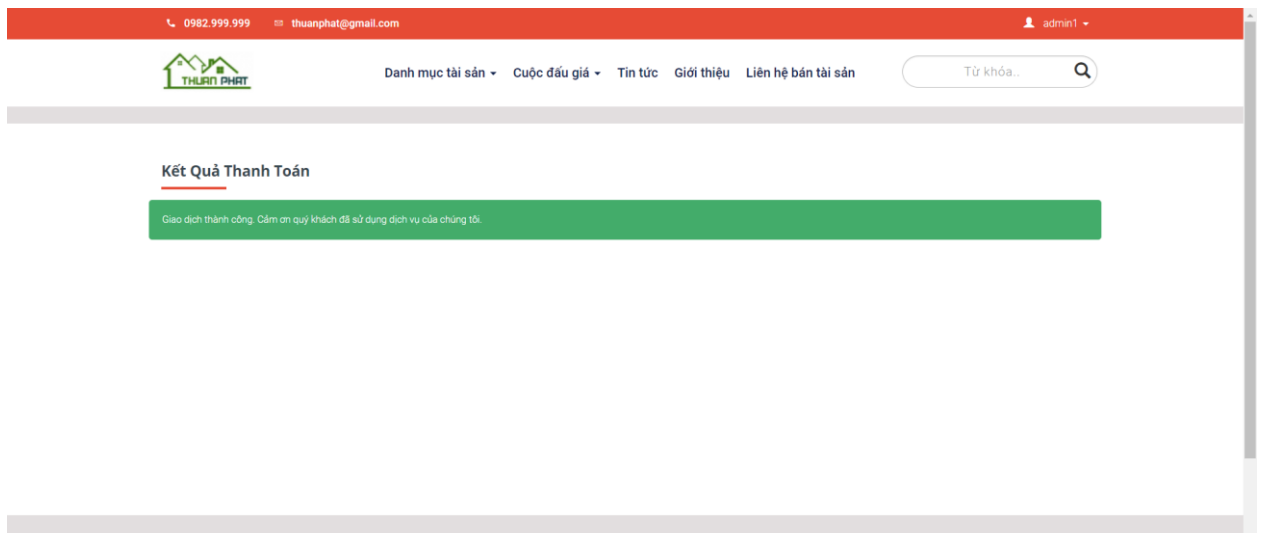 0982.999.999 thuanphat@gmail.com admin1
THUAN PHAT
Danh mục tài sản Cuộc đấu giá Tin tức Giới thiệu Liên hệ bán tài sản Từ khóa..
Kết Quả Thanh Toán
Giao dịch thành công. Cảm ơn quý khách đã sử dụng dịch vụ của chúng tôi.